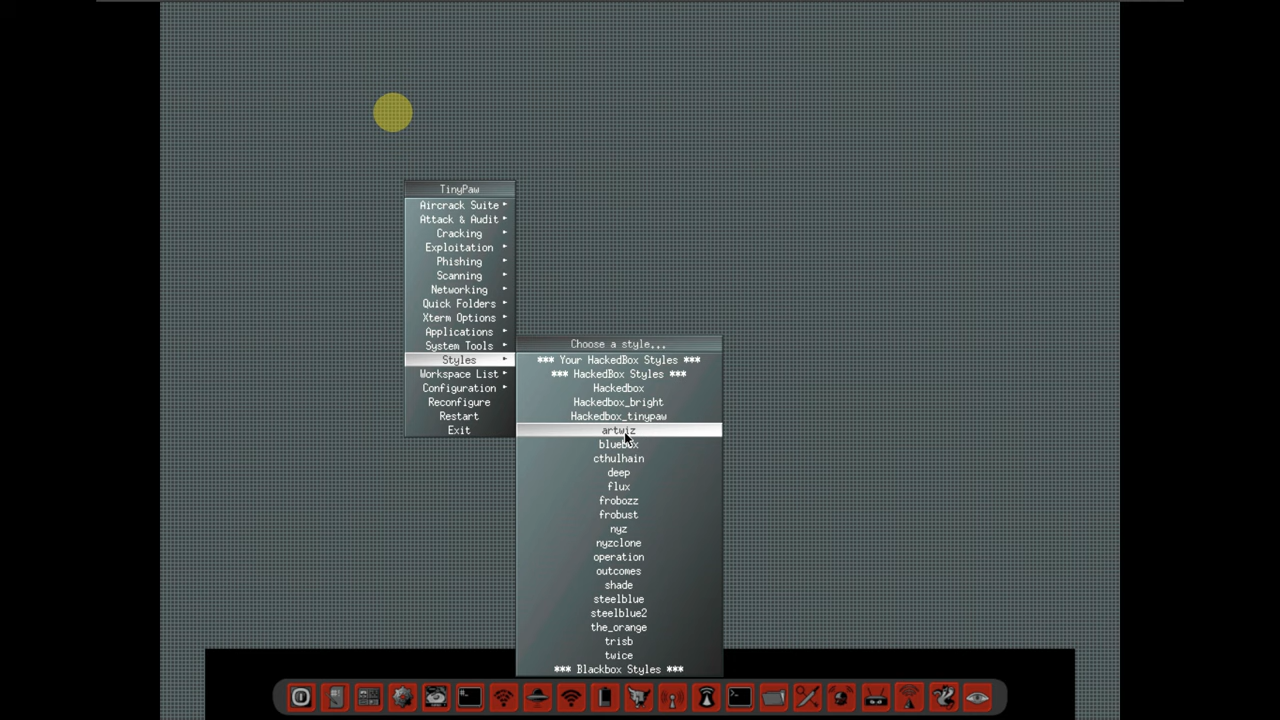 TinyPaw
Aircrack Suite
Attack & Audit
Cracking
Exploitation
Phishing
Scanning
Networking
Quick Folders
Xterm Options
Applications
System Tools
Styles
Workspace List
Configuration
Reconfigure
Restart
Exit
Choose a style...
*** Your HackedBox Styles ***
*** HackedBox Styles ***
Hackedbox
Hackedbox_bright
Hackedbox_tinypaw
artwiz
bluebox
cthulhain
deep
flux
frobozz
frobust
nyz
nyzclone
operation
outcomes
shade
steelblue
steelblue2
the_orange
trisb
twice
*** Blackbox Styles ***